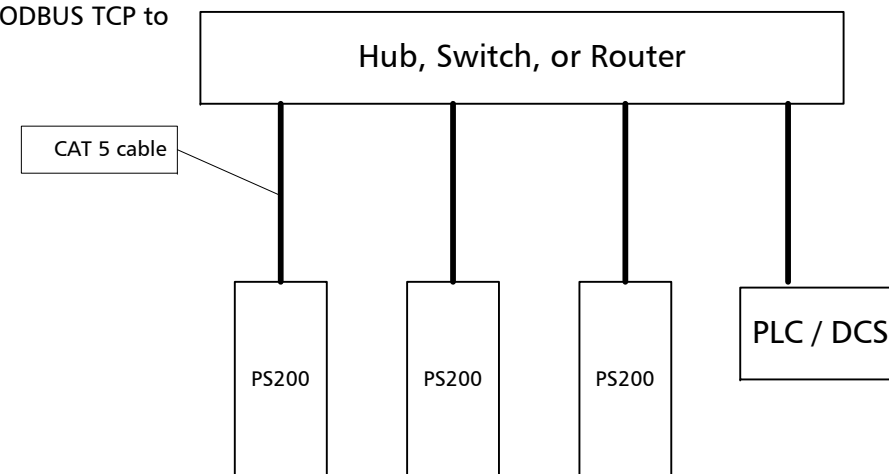 ODBUS TCP to
Hub, Switch, or Router
CAT 5 cable
PS200
PS200
PS200
PLC / DCS